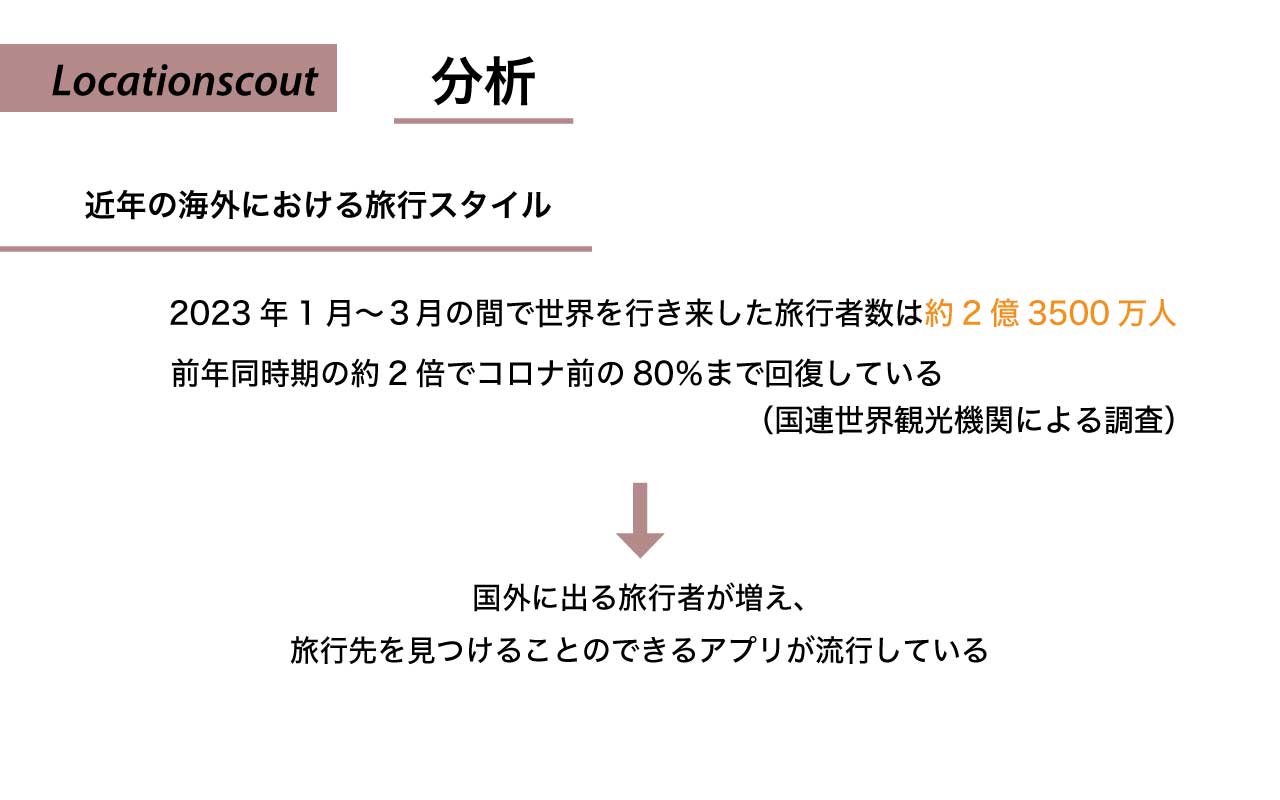 Locationscout
分析
近年の海外における旅行スタイル
2023 年 1 月〜３月の間で世界を行き来した旅行者数は約 2 億 3500 万人
前年同時期の約 2 倍でコロナ前の 80%まで回復している
（国連世界観光機関による調査）
国外に出る旅行者が増え、
旅行先を見つけることのできるアプリが流行している